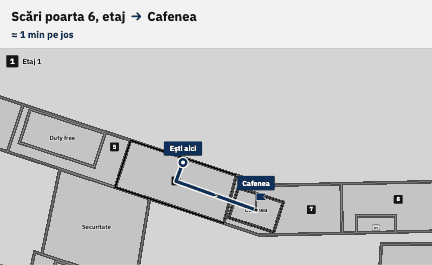 Scări poarta 6, etaj → Cafenea
≈ 1 min pe jos
1 Etaj 1
Duty free
5
Ești aici
Cafenea
7
8
Securitate